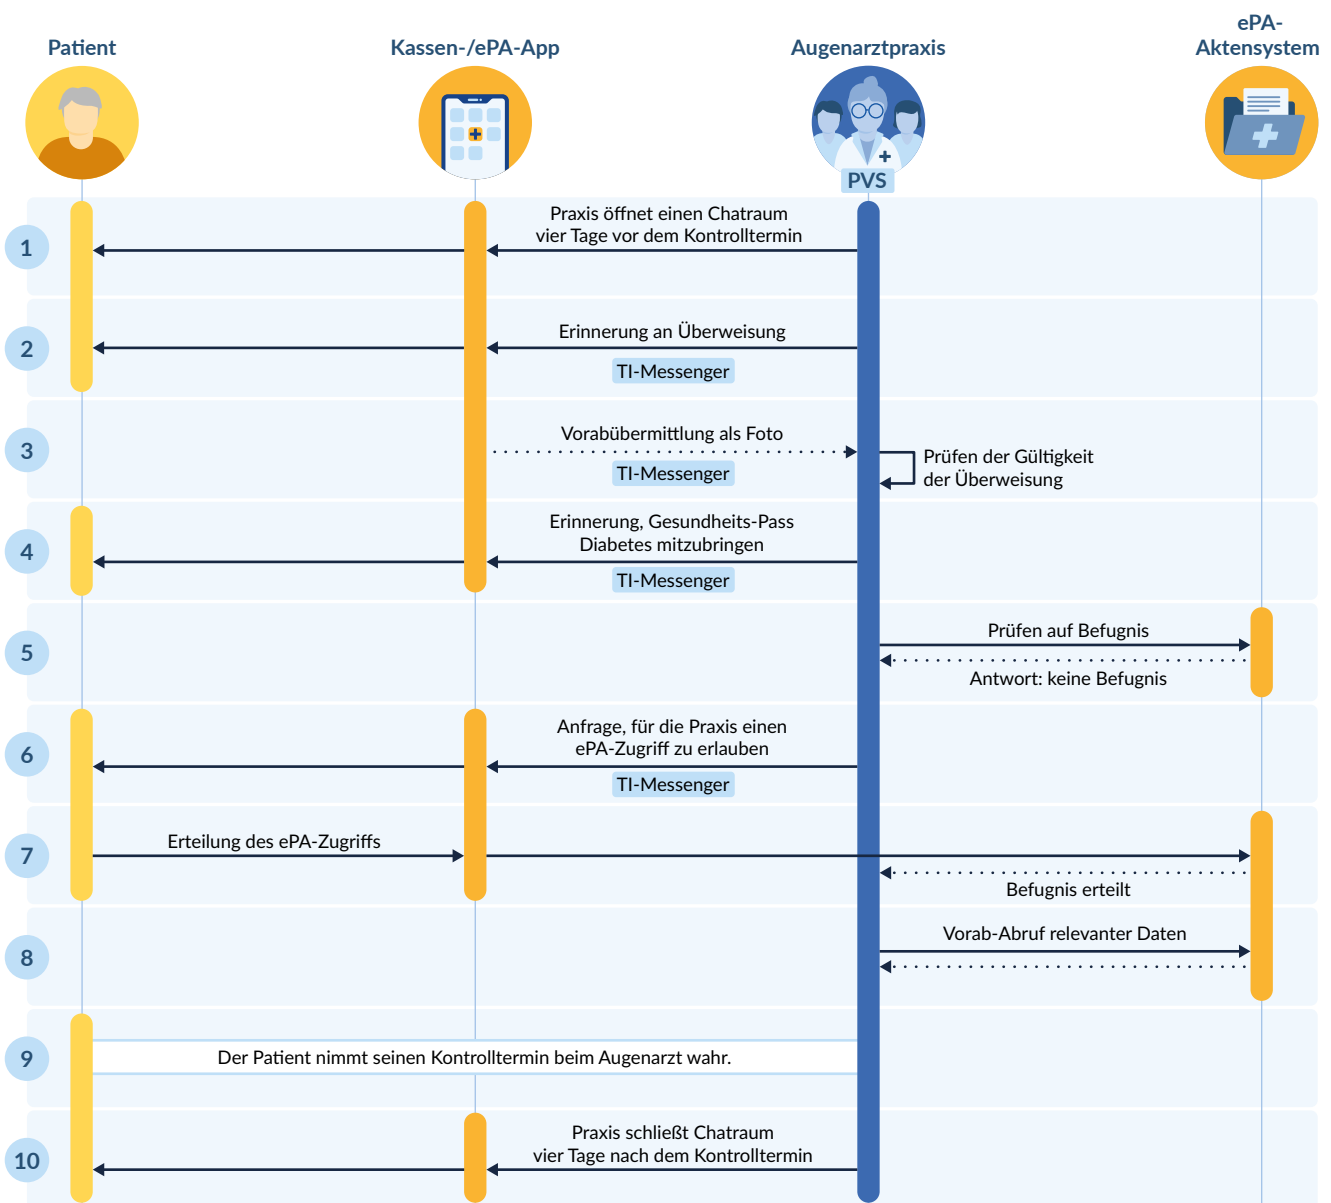 Patient
Kassen-/ePA-App
Augenarztpraxis
ePA-
Aktensystem
PVS
1
Praxis öffnet einen Chatraum
vier Tage vor dem Kontrolltermin
2
Erinnerung an Überweisung
TI-Messenger
3
Vorabübermittlung als Foto
TI-Messenger
Prüfen der Gültigkeit
der Überweisung
4
Erinnerung, Gesundheits-Pass
Diabetes mitzubringen
TI-Messenger
5
Prüfen auf Befugnis
Antwort: keine Befugnis
6
Anfrage, für die Praxis einen
ePA-Zugriff zu erlauben
TI-Messenger
7
Erteilung des ePA-Zugriffs
Befugnis erteilt
8
Vorab-Abruf relevanter Daten
9
Der Patient nimmt seinen Kontrolltermin beim Augenarzt wahr.
10
Praxis schließt Chatraum
vier Tage nach dem Kontrolltermin